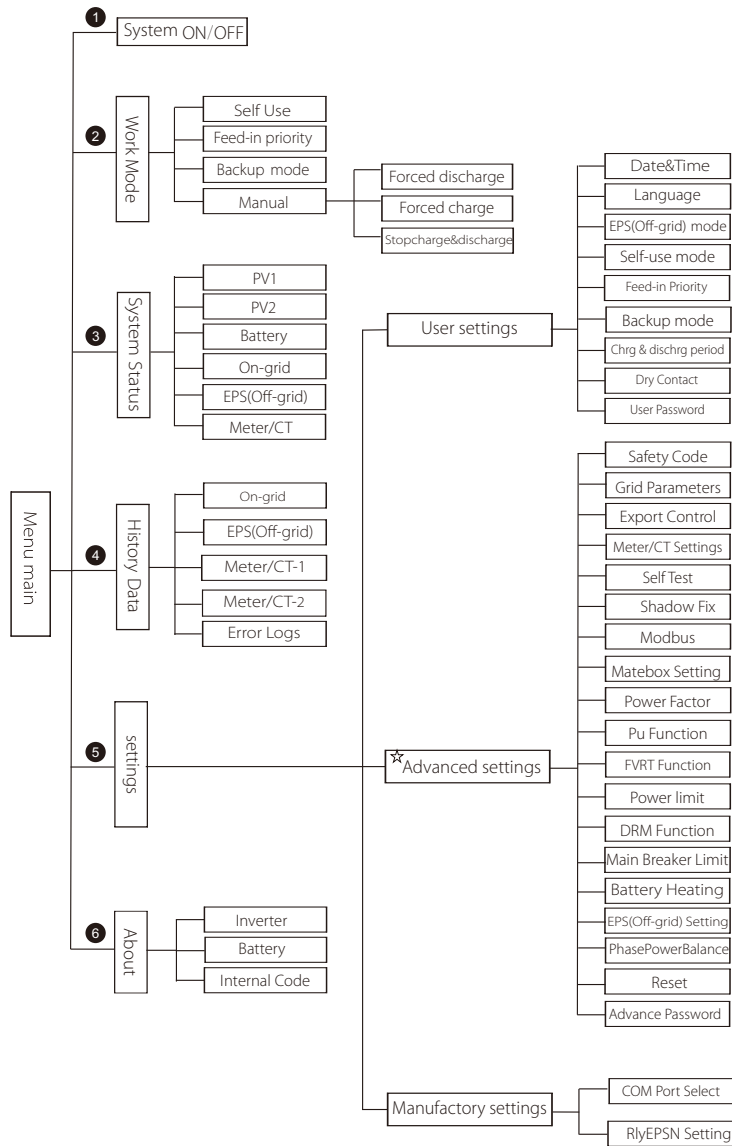 Menu main
1
System ON/OFF
2
Work Mode
Self Use
Feed-in priority
Backup mode
Manual
Forced discharge
Forced charge
Stopcharge&discharge
3
System Status
PV1
PV2
Battery
On-grid
EPS(Off-grid)
Meter/CT
4
History Data
On-grid
EPS(Off-grid)
Meter/CT-1
Meter/CT-2
Error Logs
5
settings
User settings
Date&Time
Language
EPS(Off-grid) mode
Self-use mode
Feed-in Priority
Backup mode
Chrg & dischrg period
Dry Contact
User Password
☆Advanced settings
Safety Code
Grid Parameters
Export Control
Meter/CT Settings
Self Test
Shadow Fix
Modbus
Matebox Setting
Power Factor
Pu Function
FVRT Function
Power limit
DRM Function
Main Breaker Limit
Battery Heating
EPS(Off-grid) Setting
PhasePowerBalance
Reset
Advance Password
Manufactory settings
COM Port Select
RlyEPSN Setting
6
About
Inverter
Battery
Internal Code